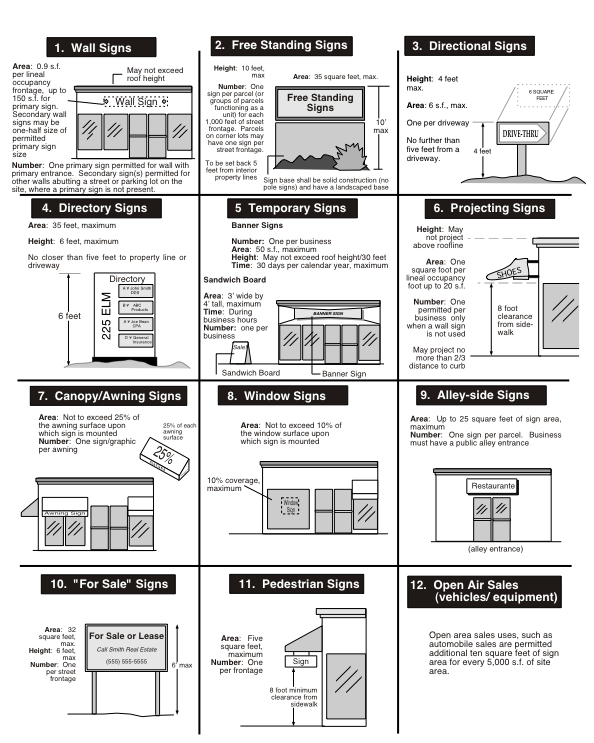 1. Wall Signs
Area: 0.9 s.f.
per lineal
occupancy
frontage, up to
150 s.f. for
primary sign.
Secondary
wall signs
may be
one-half size of
permitted
primary sign
size
May not exceed
roof height
Wall Sign
Number: One primary sign permitted for wall with
primary entrance. Secondary sign(s) permitted for
other walls abutting a street or parking lot on the
site, where a primary sign is not present.
2. Free Standing Signs
Height: 10 feet,
max
Number: One
sign per parcel (or
groups of parcels
functioning as a
unit) for each
1,000 feet of street
frontage. Parcels
on corner lots may
have one sign per
street frontage.
To be set back 5
feet from interior
property lines
Area: 35 square feet, max.
Free Standing
Signs
10'
max
Sign base shall be solid construction (no
pole signs) and have a landscaped base
3. Directional Signs
Height: 4 feet
max.
Area: 6 s.f., max.
One per driveway
No further than
five feet from a
driveway.
6 SQUARE
FEET
DRIVE-THRU
4 feet
4. Directory Signs
Area: 35 feet, maximum
Height: 6 feet, maximum
No closer than five feet to property line or
driveway
6 feet
Directory
225 ELM
A John Smith
DDS
B ABC
Products
Joe Bean
CPA
D General
Insurance
5 Temporary Signs
Banner Signs
Number: One per business
Area: 50 s.f., maximum
Height: May not exceed roof height/30 feet
Time: 30 days per calendar year, maximum
Sandwich Board
Area: 3' wide by
4' tall, maximum
Time: During
business hours
Number: one per
business
Sale!
BANNER SIGN
Sandwich Board
Banner Sign
6. Projecting Signs
Height: May
not project
above roofline
Area: One
square foot per
lineal occupancy
foot up to 20 s.f.
Number: One
permitted per
business only
when a wall sign
is not used
May project no
more than 2/3
distance to curb
SHOES
8 foot
clearance
from side-
walk
7. Canopy/Awning Signs
Area: Not to exceed 25% of
the awning surface upon
which sign is mounted
Number: One sign/graphic
per awning
25% of each
awning
surface
25%
Awning Sign
8. Window Signs
Area: Not to exceed 10% of
the window surface upon
which sign is mounted
10% coverage,
maximum
Window
Sign
9. Alley-side Signs
Area: Up to 25 square feet of sign area,
maximum
Number: One sign per parcel. Business
must have a public alley entrance
Restaurante
(alley entrance)
10. "For Sale" Signs
Area: 32
square feet,
max.
Height: 6 feet,
max
Number: One
per street
frontage
For Sale or Lease
Call Smith Real Estate
(555) 555-5555
6' max
11. Pedestrian Signs
Area: Five
square feet,
maximum
Number: One
per frontage
Sign
8 foot minimum
clearance from
sidewalk
12. Open Air Sales
(vehicles/ equipment)
Open area sales uses, such as
automobile sales are permitted
additional ten square feet of sign
area for every 5,000 s.f. of site
area.